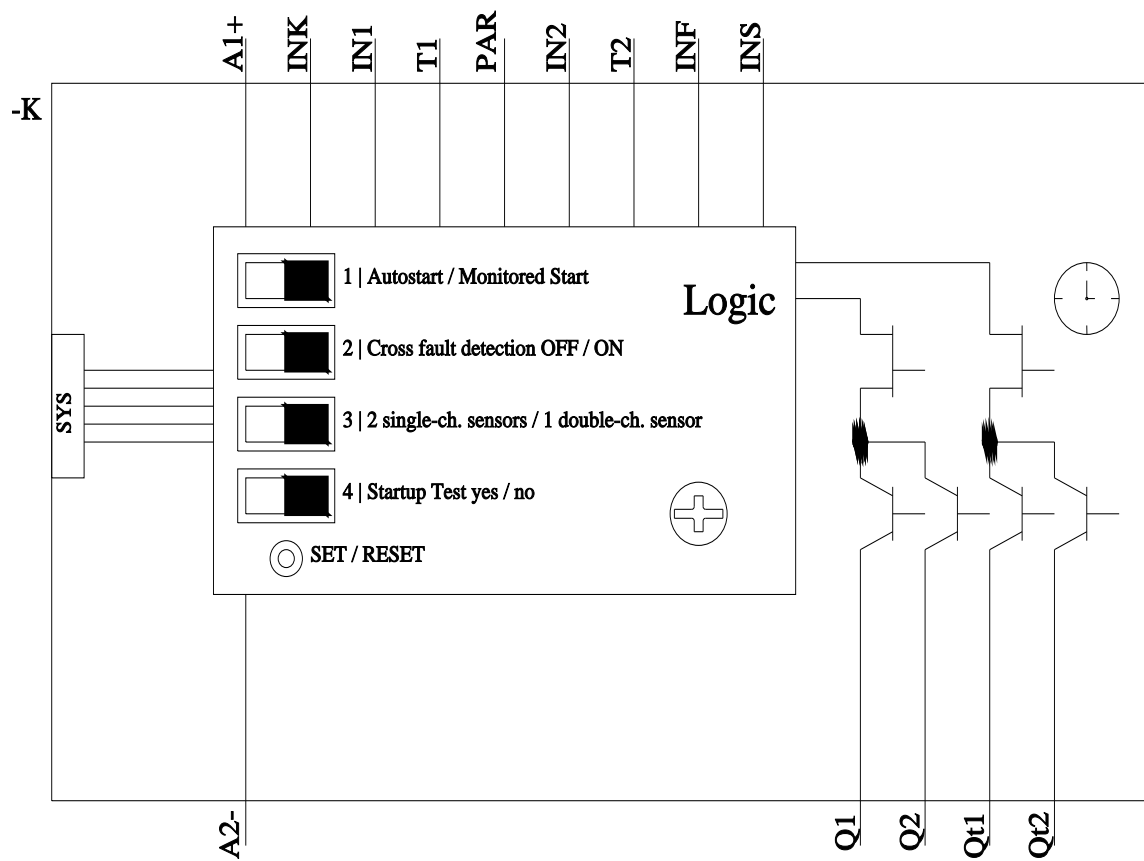 A1+
INK
IN1
T1
PAR
IN2
T2
INF
INS
-K
1 | Autostart / Monitored Start
Logic
2 | Cross fault detection OFF / ON
SYS
3 | 2 single-ch. sensors / 1 double-ch. sensor
4 | Startup Test yes / no
SET / RESET
A2-
Q1
Q2
Qt1
Qt2